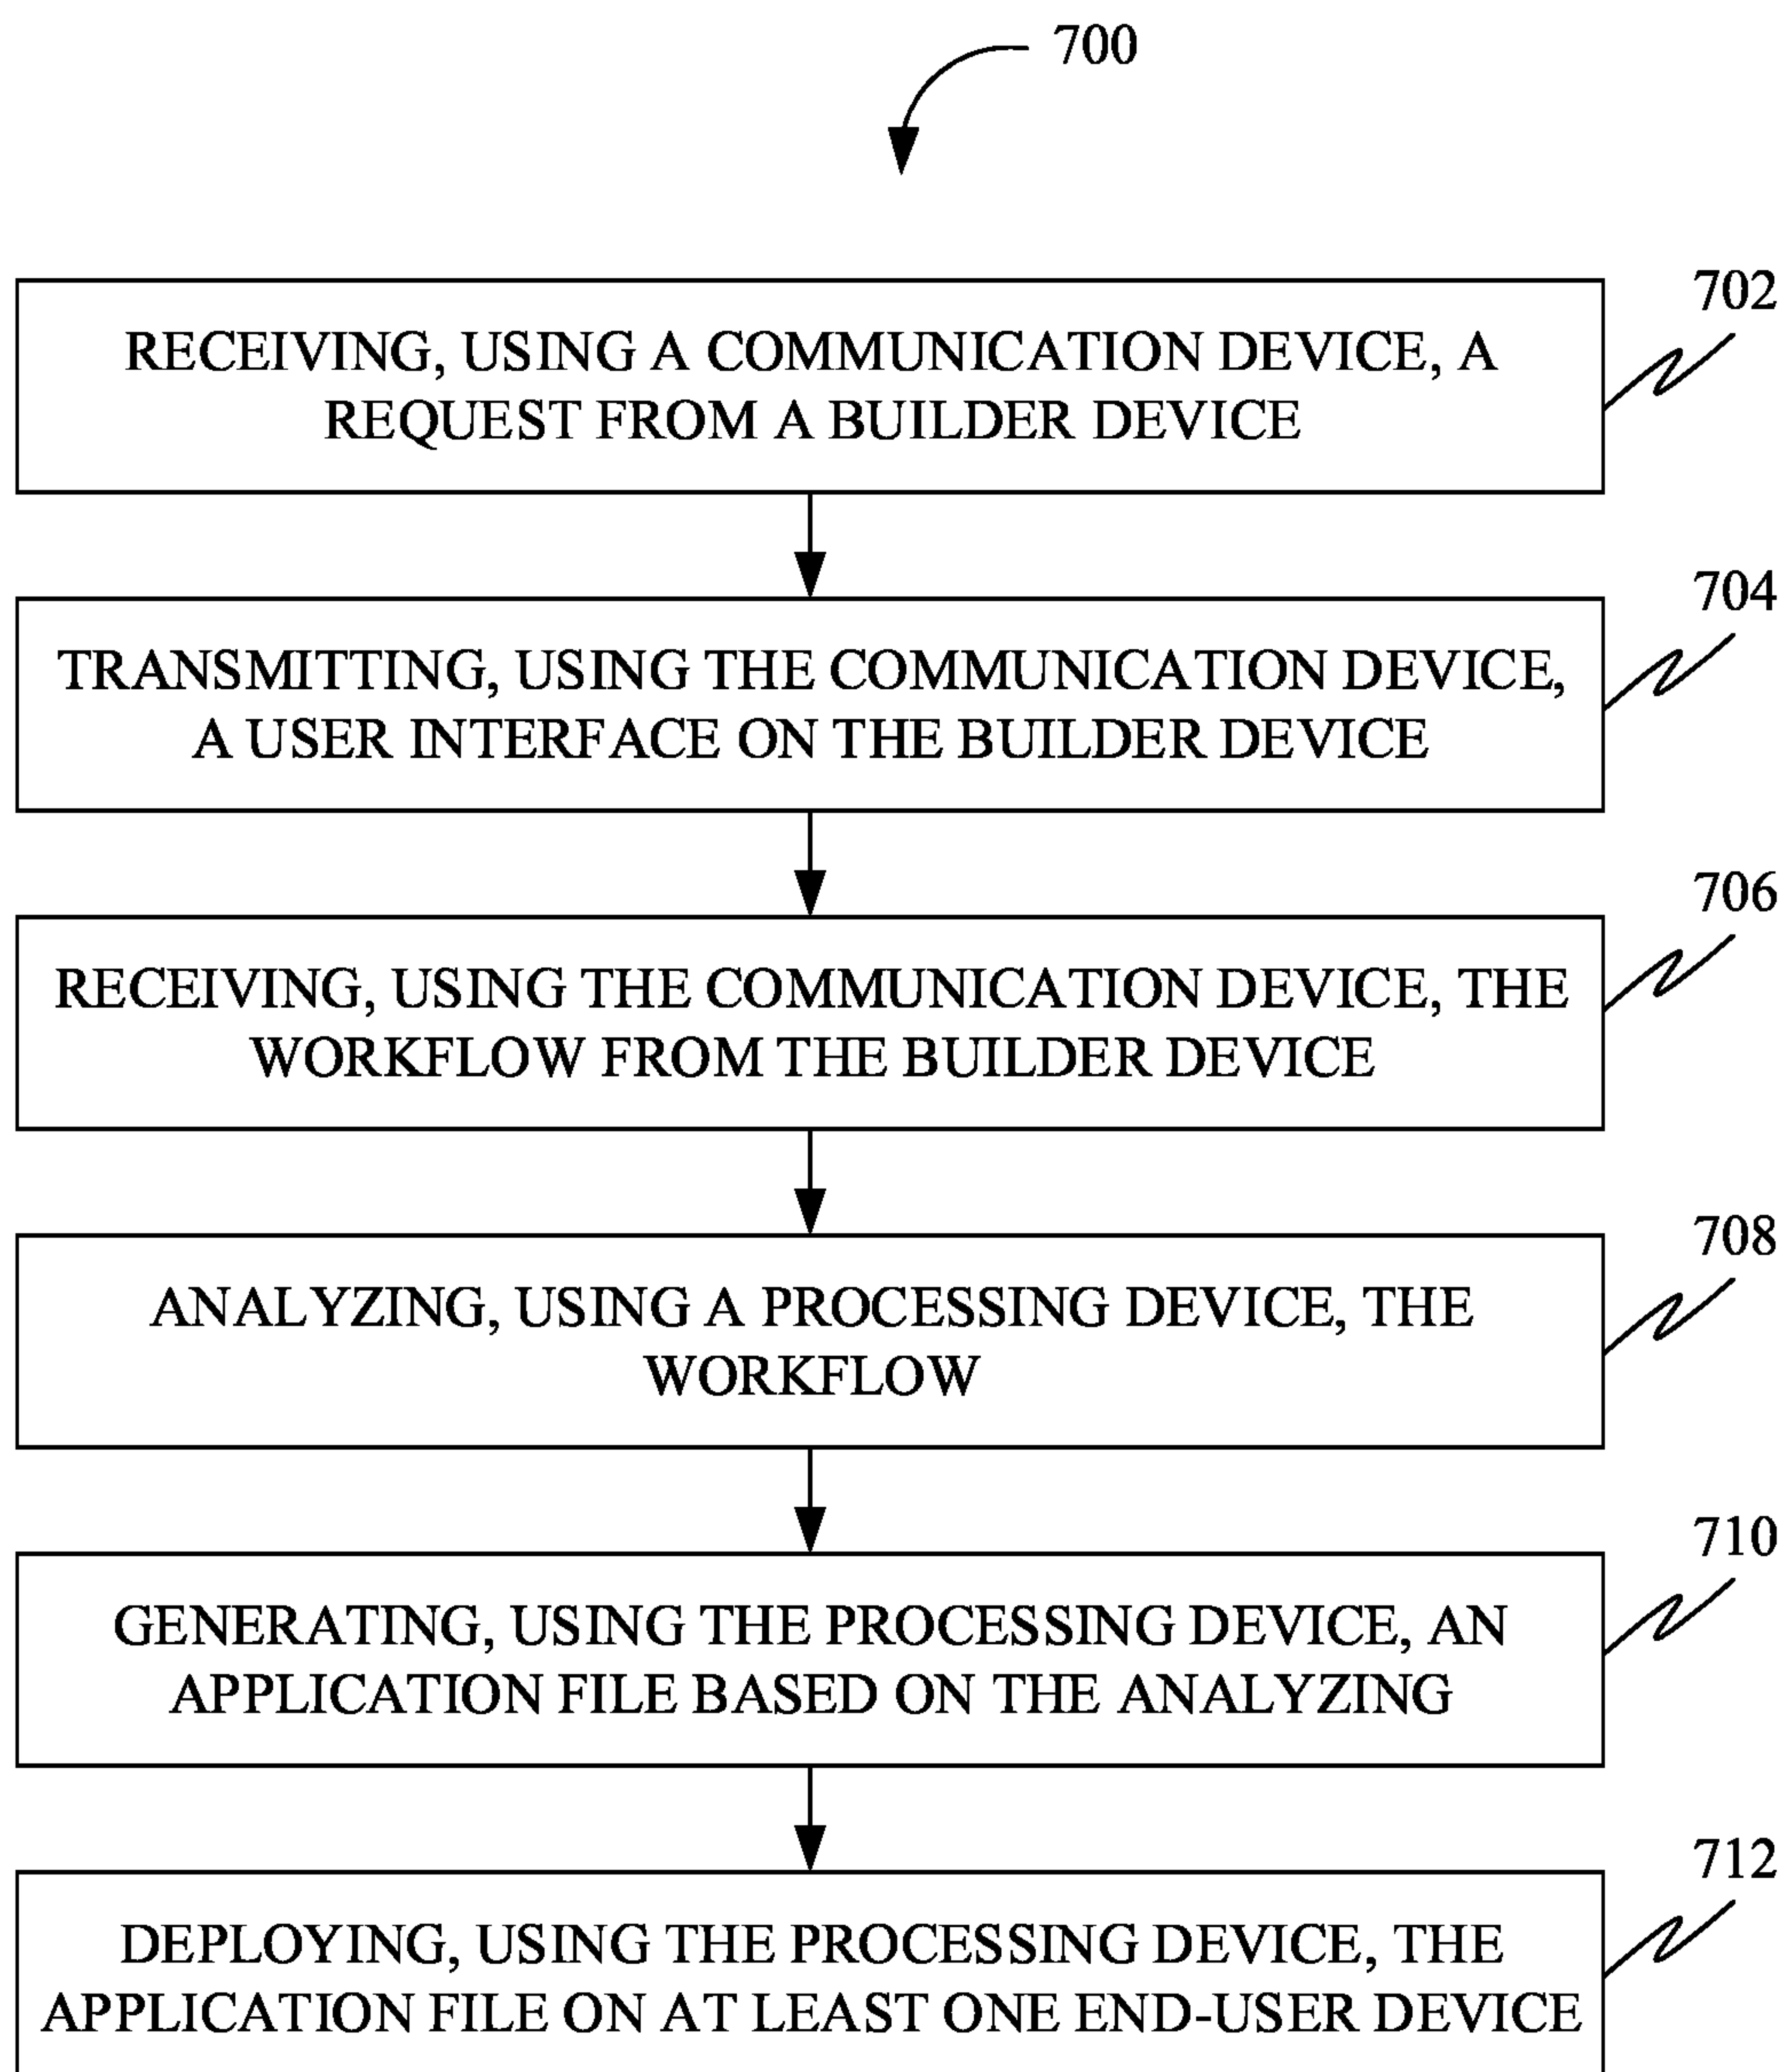 700
702
RECEIVING, USING A COMMUNICATION DEVICE, A
REQUEST FROM A BUILDER DEVICE
704
TRANSMITTING, USING THE COMMUNICATION DEVICE,
A USER INTERFACE ON THE BUILDER DEVICE
706
RECEIVING, USING THE COMMUNICATION DEVICE, THE
WORKFLOW FROM THE BUILDER DEVICE
708
ANALYZING, USING A PROCESSING DEVICE, THE
WORKFLOW
710
GENERATING, USING THE PROCESSING DEVICE, AN
APPLICATION FILE BASED ON THE ANALYZING
712
DEPLOYING, USING THE PROCESSING DEVICE, THE
APPLICATION FILE ON AT LEAST ONE END-USER DEVICE